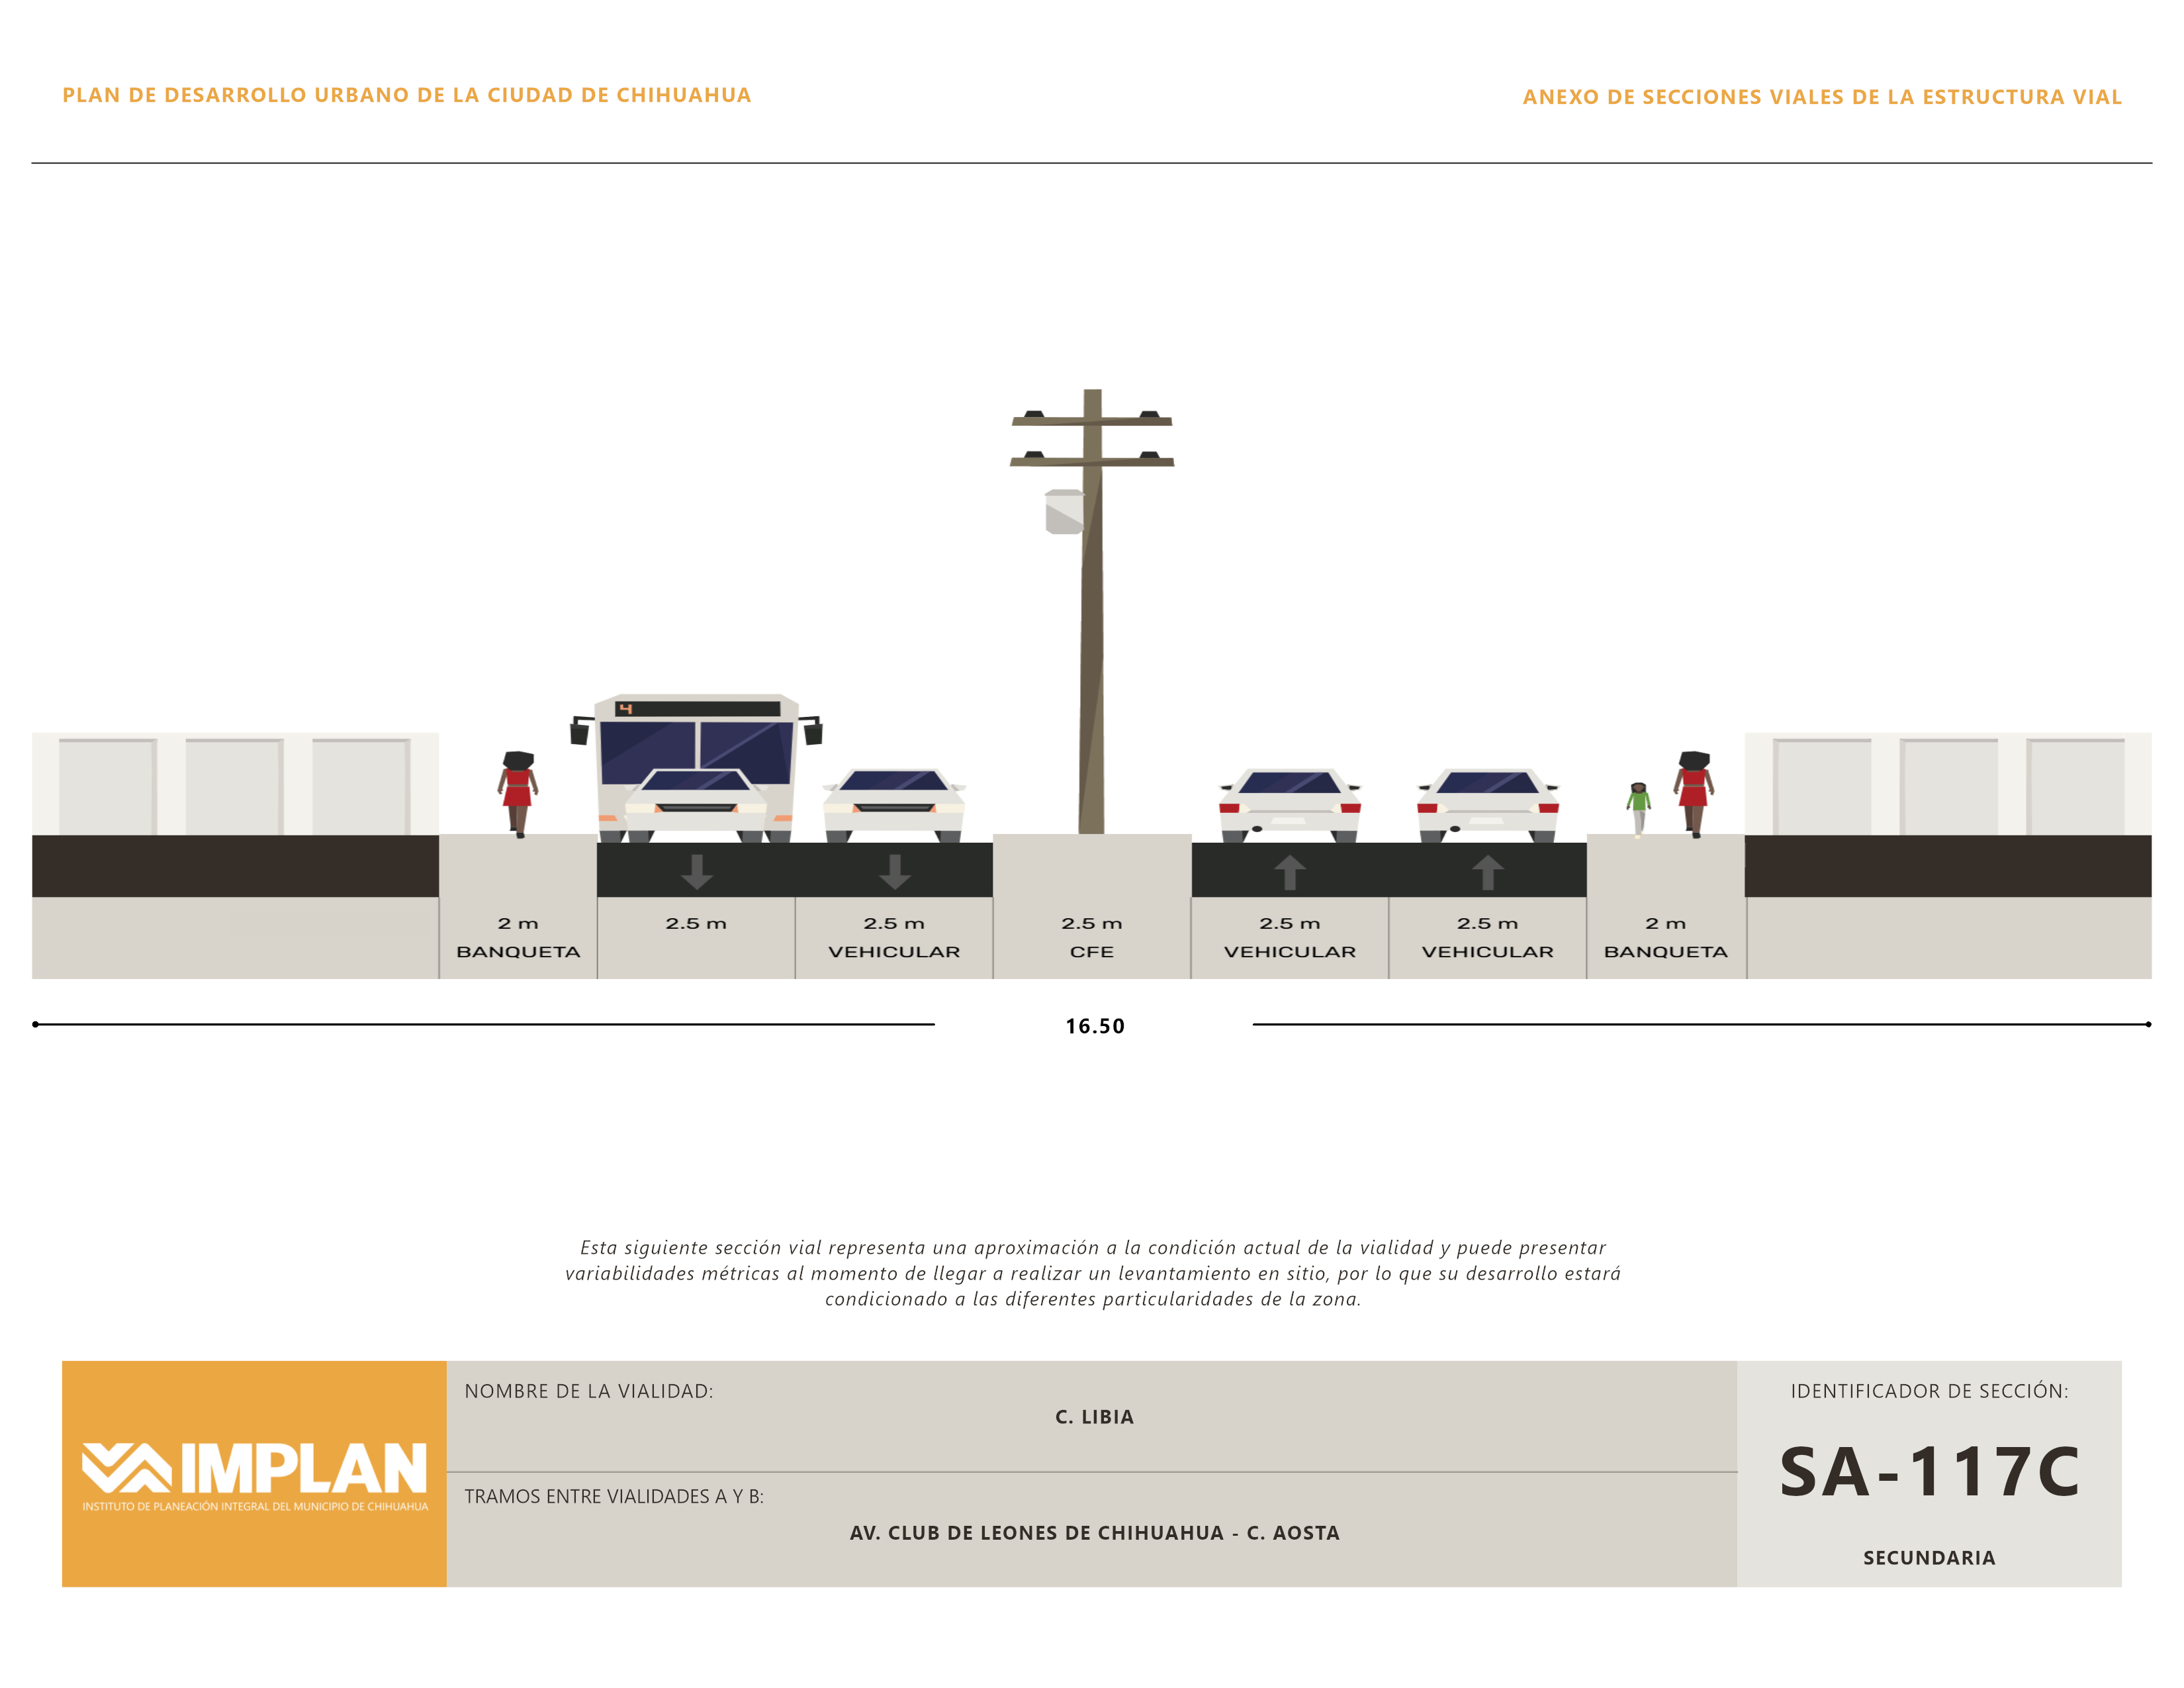 PLAN DE DESARROLLO URBANO DE LA CIUDAD DE CHIHUAHUA
ANEXO DE SECCIONES VIALES DE LA ESTRUCTURA VIAL
4
2 m
BANQUETA
2.5 m
2.5 m
VEHICULAR
2.5 m
CFE
2.5 m
VEHICULAR
2.5 m
VEHICULAR
2 m
BANQUETA
16.50
Esta siguiente sección vial representa una aproximación a la condición actual de la vialidad y puede presentar
variabilidades métricas al momento de llegar a realizar un levantamiento en sitio, por lo que su desarrollo estará
condicionado a las diferentes particularidades de la zona.
IMPLAN
INSTITUTO DE PLANEACIÓN INTEGRAL DEL MUNICIPIO DE CHIHUAHUA
NOMBRE DE LA VIALIDAD:
C. LIBIA
TRAMOS ENTRE VIALIDADES A Y B:
AV. CLUB DE LEONES DE CHIHUAHUA - C. AOSTA
IDENTIFICADOR DE SECCIÓN:
SA-117C
SECUNDARIA